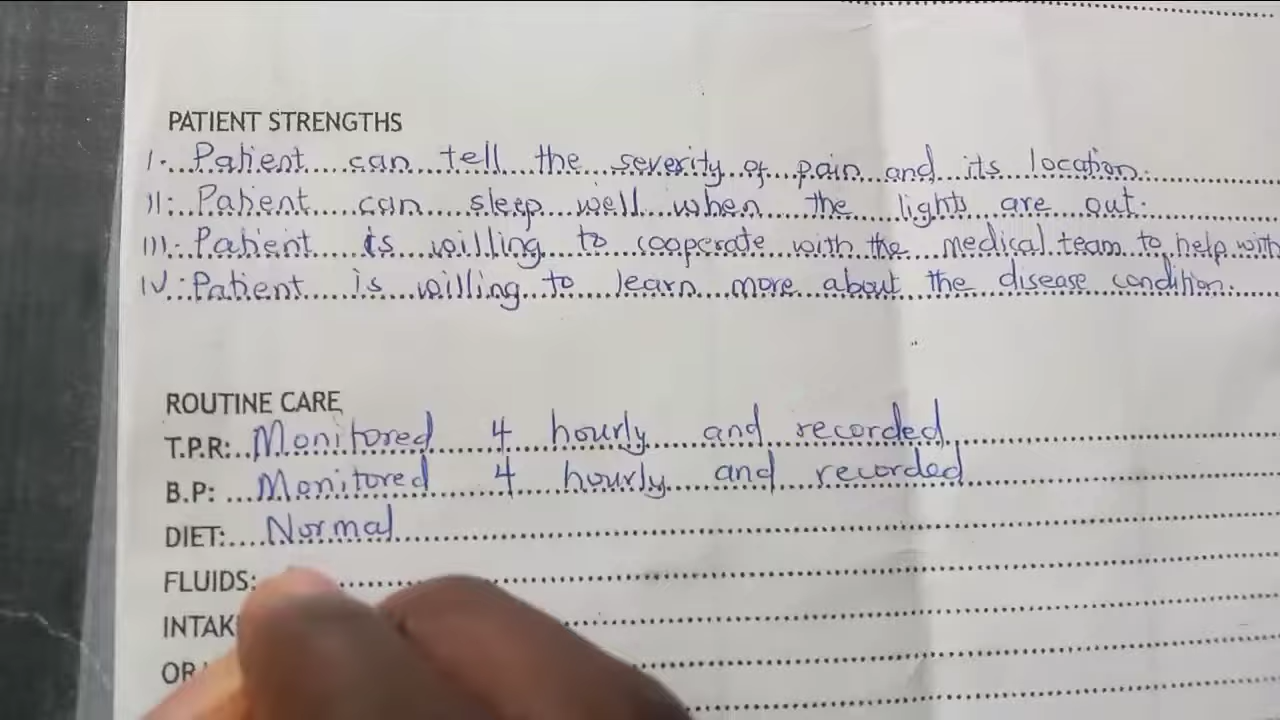 PATIENT STRENGTHS
I. Patient can tell the severity of pain and its location.
II: Patient can sleep well when the lights are out.
III. Patient is willing to cooperate with the medical team to help with
IV. Patient is willing to learn more about the disease condition.
ROUTINE CARE
T.P.R: Monitored 4 hourly and recorded
B.P: Monitored 4 hourly and recorded
DIET: Normal
FLUIDS: